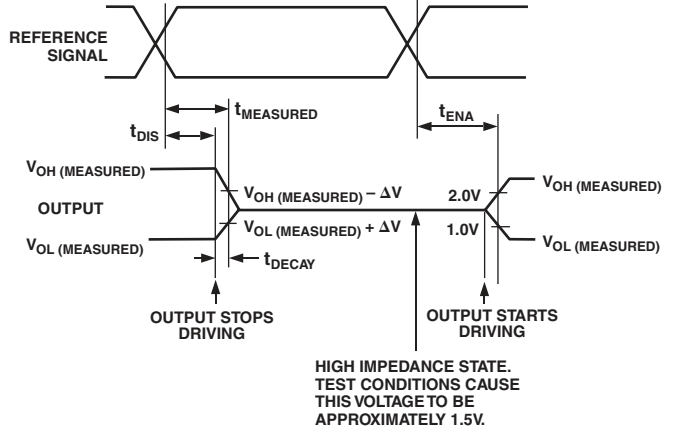 REFERENCE
SIGNAL
tMEASURED
tENA
tDIS
VOH (MEASURED)
VOH (MEASURED) – ΔV
2.0V
VOH (MEASURED)
OUTPUT
VOL (MEASURED)
VOL (MEASURED) + ΔV
1.0V
VOL (MEASURED)
tDECAY
OUTPUT STOPS
DRIVING
OUTPUT STARTS
DRIVING
HIGH IMPEDANCE STATE.
TEST CONDITIONS CAUSE
THIS VOLTAGE TO BE
APPROXIMATELY 1.5V.